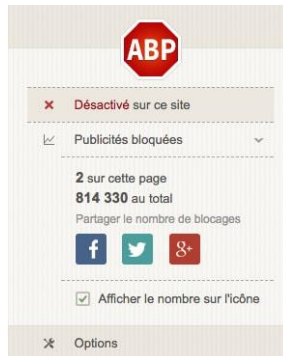 ABP
Désactivé sur ce site
Publicités bloquées
2 sur cette page
814 330 au total
Partager le nombre de blocages
f 8+
Afficher le nombre sur l'icône
Options